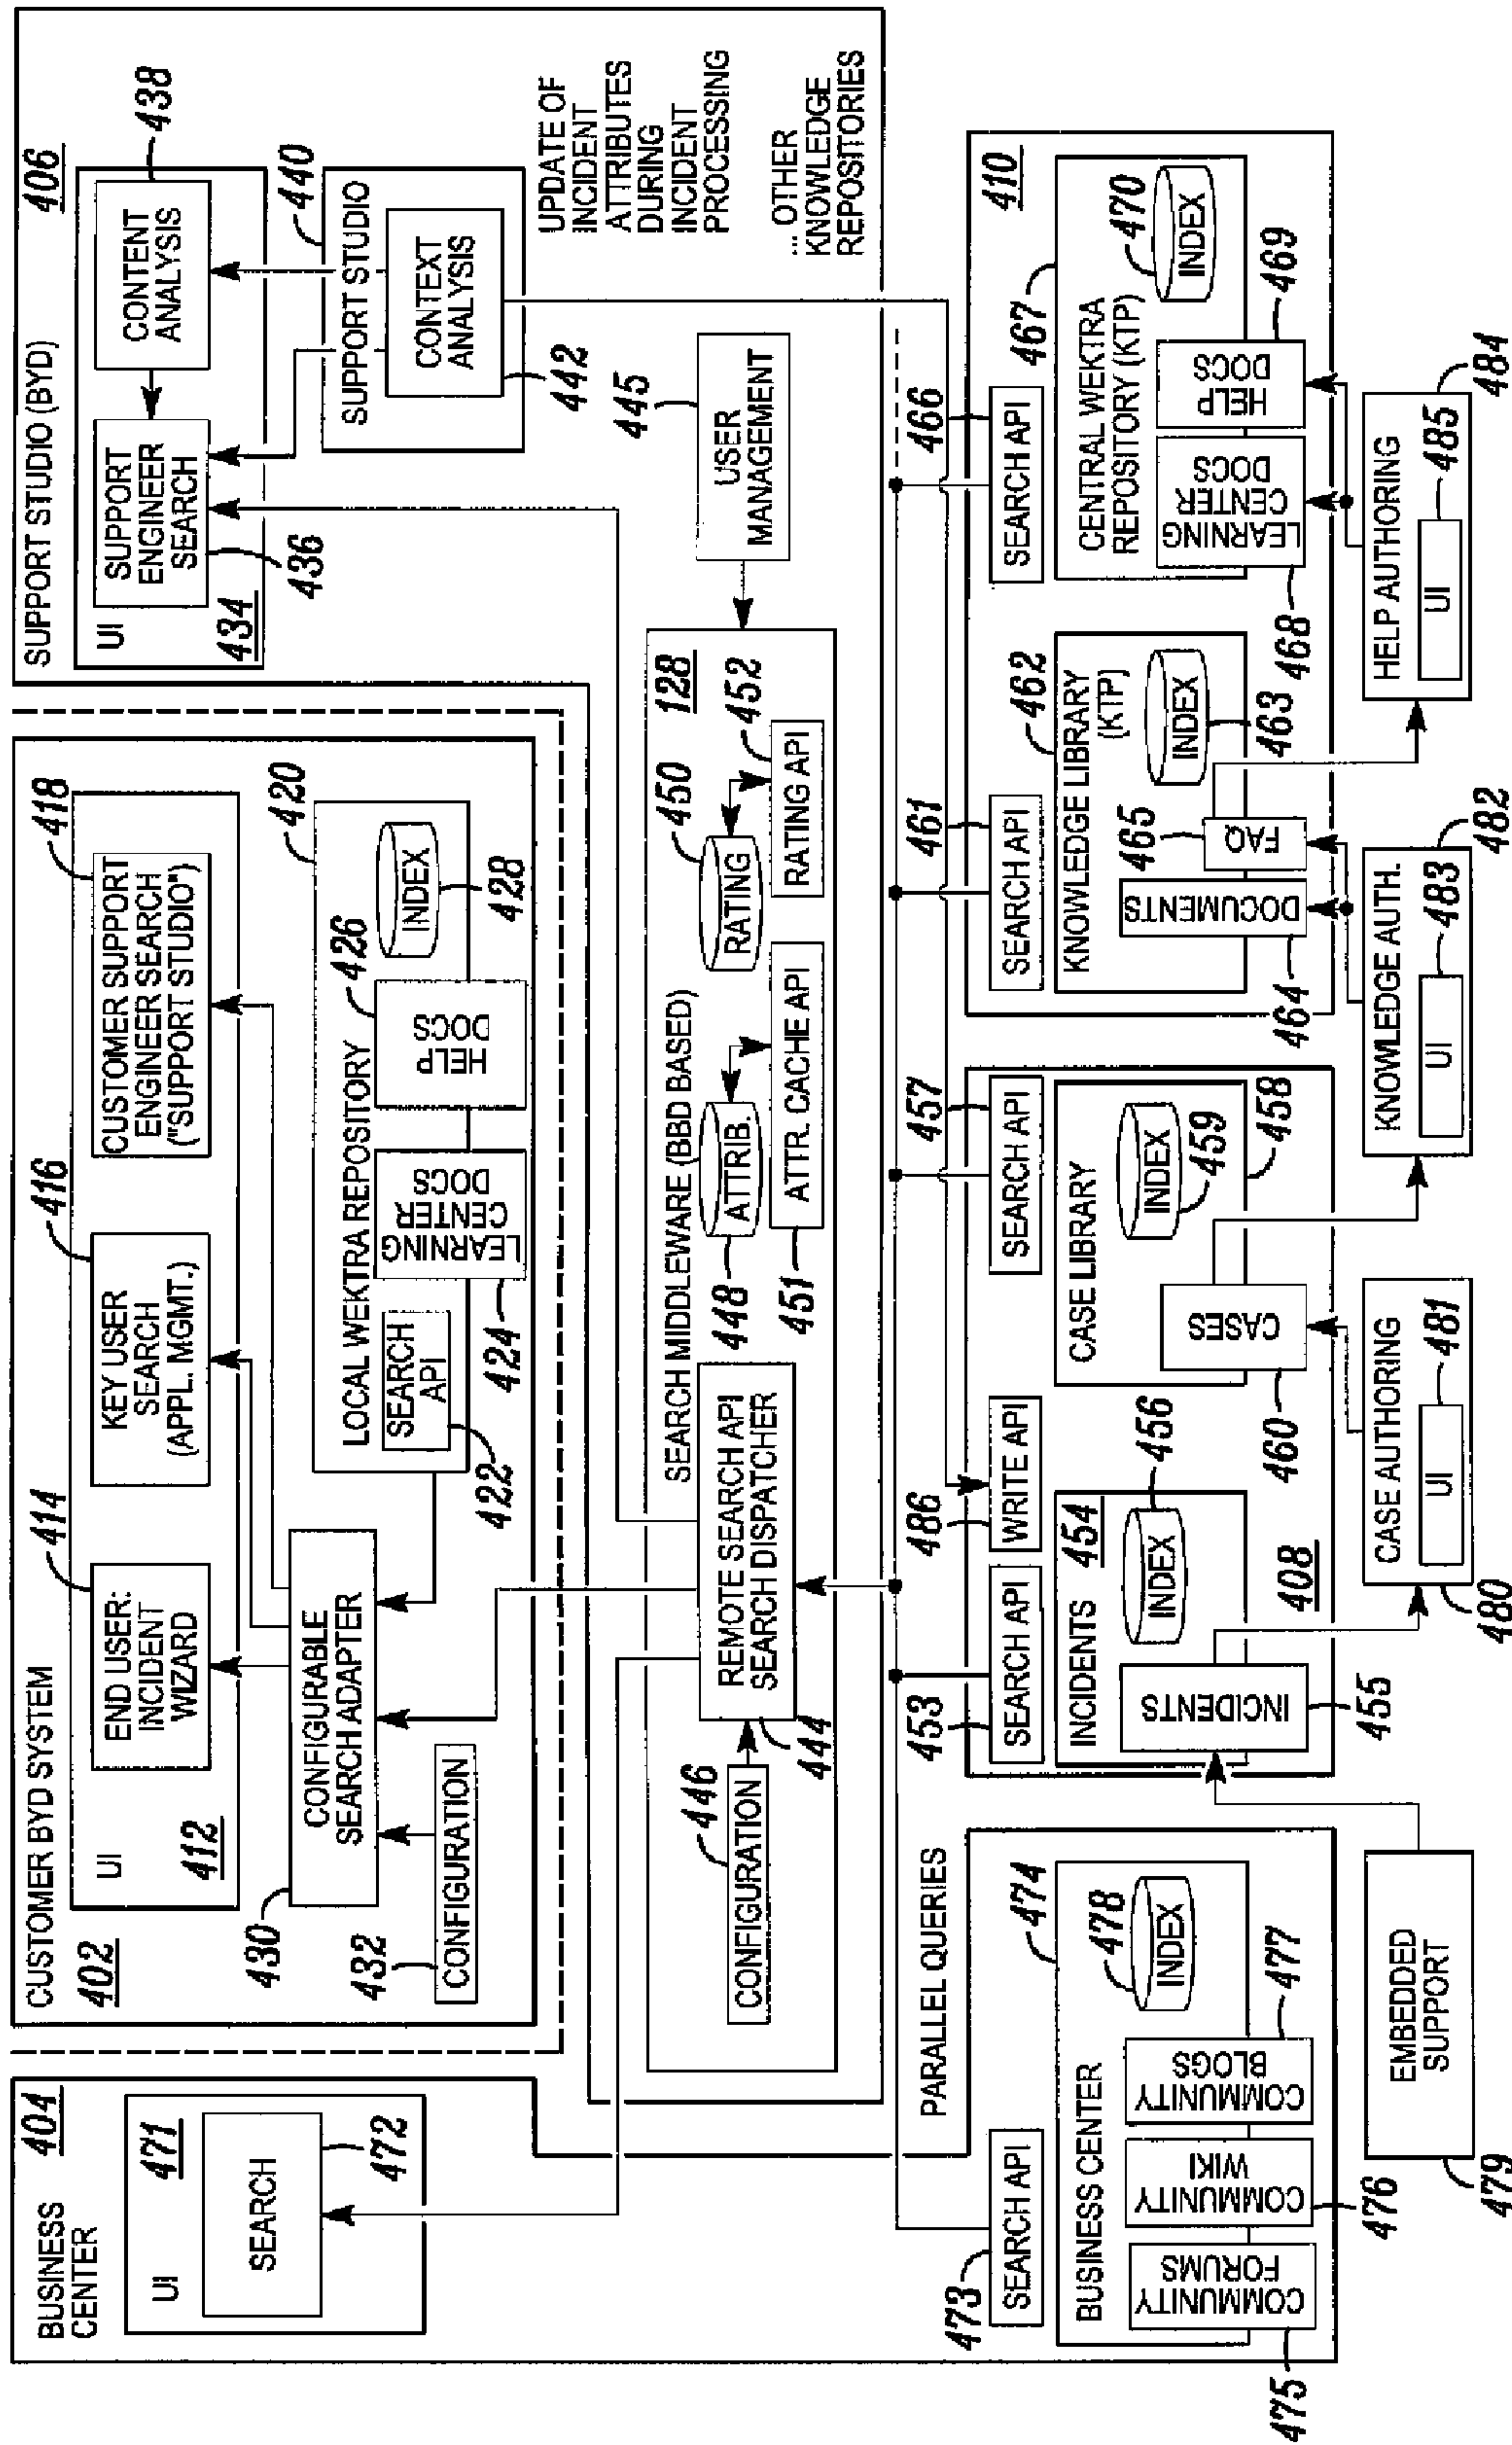 BUSINESS
CENTER
404
UI
471
SEARCH
472
CUSTOMER BYD SYSTEM
402
UI
412
414
END USER:
INCIDENT
WIZARD
416
KEY USER
SEARCH
(APPL. MGMT.)
418
CUSTOMER SUPPORT
ENGINEER SEARCH
("SUPPORT STUDIO")
430
CONFIGURABLE
SEARCH ADAPTER
432
CONFIGURATION
420
LOCAL WEKTRA REPOSITORY
SEARCH
API
422
LEARNING
CENTER
DOCS
424
HELP
DOCS
426
INDEX
428
SUPPORT STUDIO (BYD)
406
UI
434
SUPPORT
ENGINEER
SEARCH
436
CONTENT
ANALYSIS
438
SUPPORT STUDIO
440
CONTEXT
ANALYSIS
442
UPDATE OF
INCIDENT
ATTRIBUTES
DURING
INCIDENT
PROCESSING
... OTHER
KNOWLEDGE
REPOSITORIES
SEARCH MIDDLEWARE (BBD BASED)
128
446
CONFIGURATION
REMOTE SEARCH API
SEARCH DISPATCHER
444
ATTRIB.
448
ATTR. CACHE API
451
RATING
450
RATING API
452
445
USER
MANAGEMENT
PARALLEL QUERIES
473
SEARCH API
474
BUSINESS CENTER
478
INDEX
COMMUNITY
FORUMS
475
COMMUNITY
WIKI
476
COMMUNITY
BLOGS
477
453
SEARCH API
486
WRITE API
INCIDENTS
454
INDEX
456
408
INCIDENTS
455
457
SEARCH API
CASE LIBRARY
458
INDEX
459
CASES
460
461
SEARCH API
KNOWLEDGE LIBRARY
(KTP)
462
INDEX
463
DOCUMENTS
464
FAQ
465
466
SEARCH API
410
467
CENTRAL WEKTRA
REPOSITORY (KTP)
LEARNING
CENTER
DOCS
468
HELP
DOCS
469
INDEX
470
EMBEDDED
SUPPORT
479
CASE AUTHORING
UI
481
480
KNOWLEDGE AUTH.
UI
483
482
HELP AUTHORING
UI
485
484